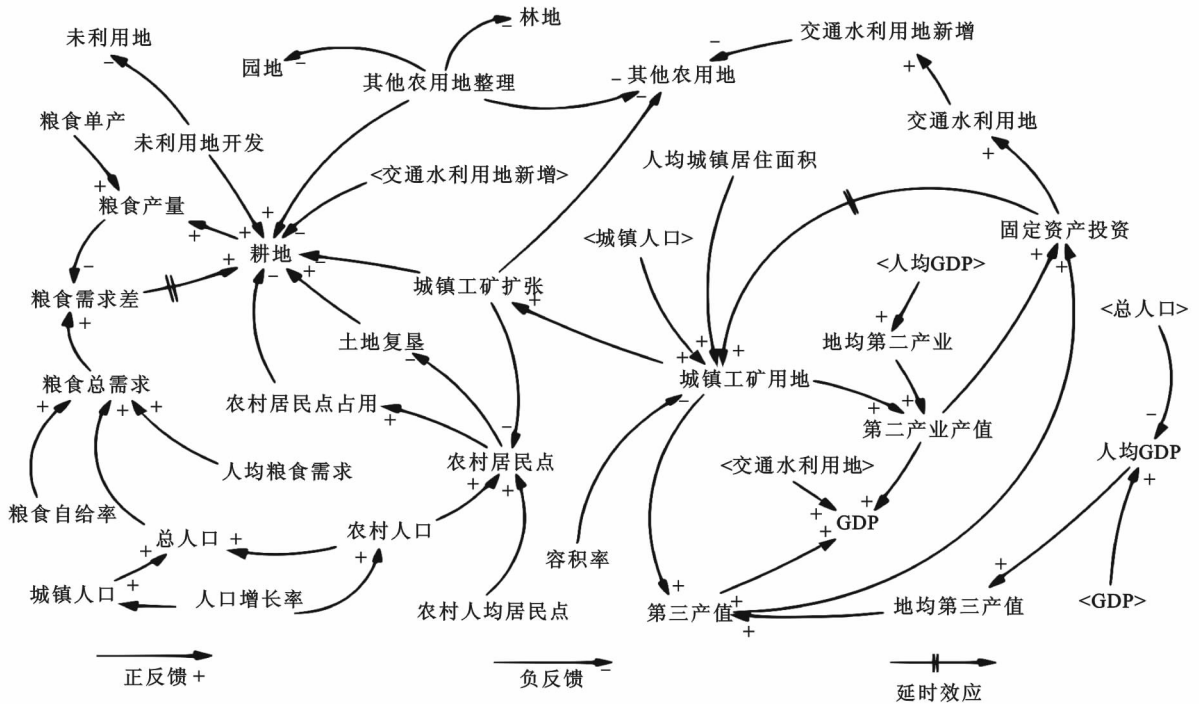 林地
未利用地
交通水利用地新增
园地
其他农用地整理
其他农用地
粮食单产
未利用地开发
交通水利用地
人均城镇居住面积
<交通水利用地新增>
粮食产量
耕地
<城镇人口>
固定资产投资
<人均GDP>
粮食需求差
城镇工矿扩张
<总人口>
土地复垦
地均第二产业
粮食总需求
城镇工矿用地
农村居民点占用
第二产业产值
人均粮食需求
农村居民点
<交通水利用地>
人均GDP
粮食自给率
总人口
农村人口
GDP
容积率
城镇人口
人口增长率
农村人均居民点
第三产值
地均第三产值
<GDP>
正反馈 +
负反馈 −
延时效应